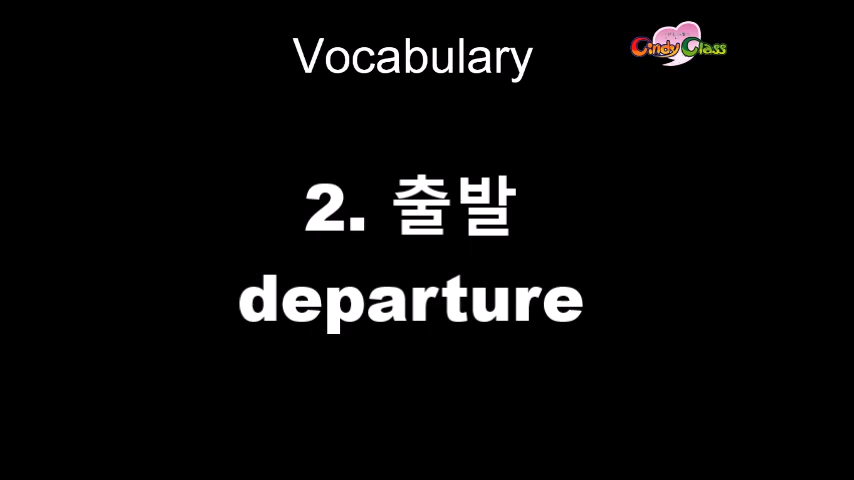 Vocabulary
Cindy Class
2. 출발
departure